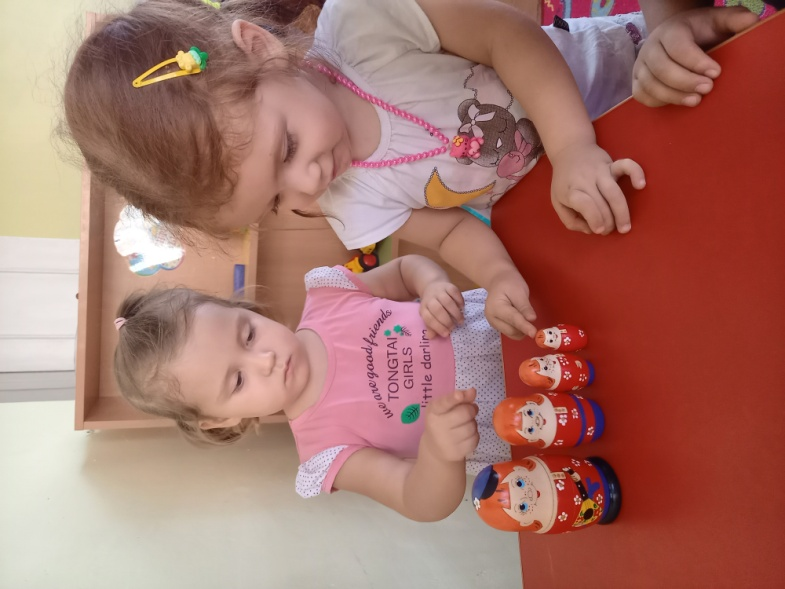 we are good friends
TONGTAI
GIRLS
little darling